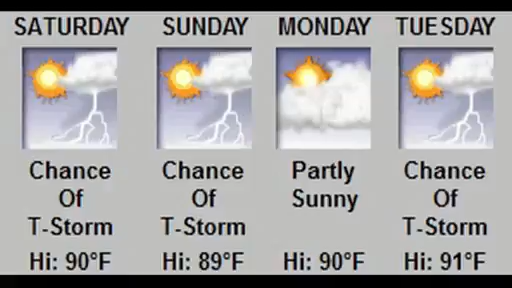 SATURDAY SUNDAY MONDAY TUESDAY
Chance Chance Partly Chance
Of Of Sunny Of
T-Storm T-Storm T-Storm
Hi: 90°F Hi: 89°F Hi: 90°F Hi: 91°F